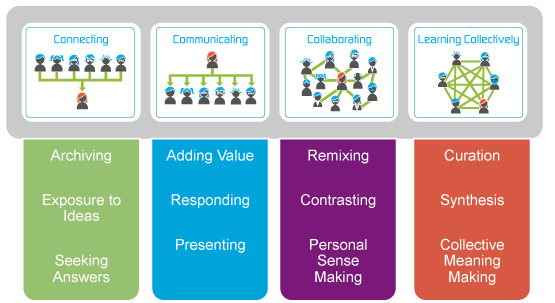 Connecting
Communicating
Collaborating
Learning Collectively
Archiving
Exposure to
Ideas
Seeking
Answers
Adding Value
Responding
Presenting
Remixing
Contrasting
Personal
Sense
Making
Curation
Synthesis
Collective
Meaning
Making